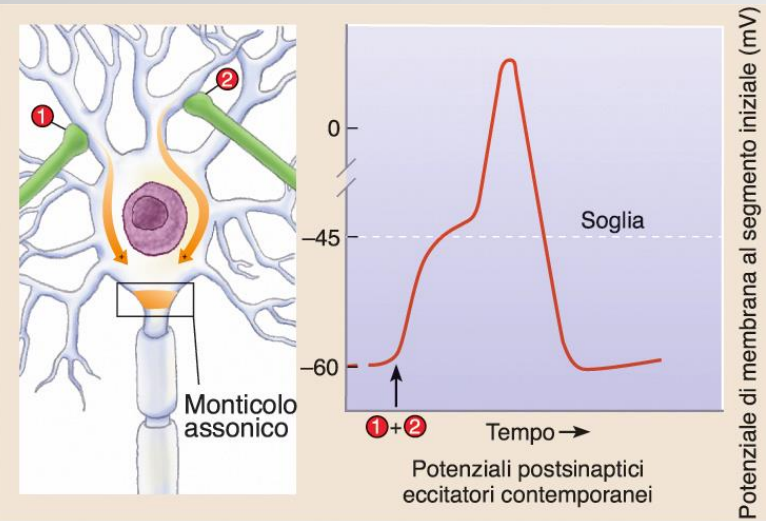 1
2
Monticolo
assonico
0
–45
–60
Soglia
1+2
Tempo
Potenziali postsinaptici
eccitatori contemporanei
Potenziale di membrana al segmento iniziale (mV)
+
+